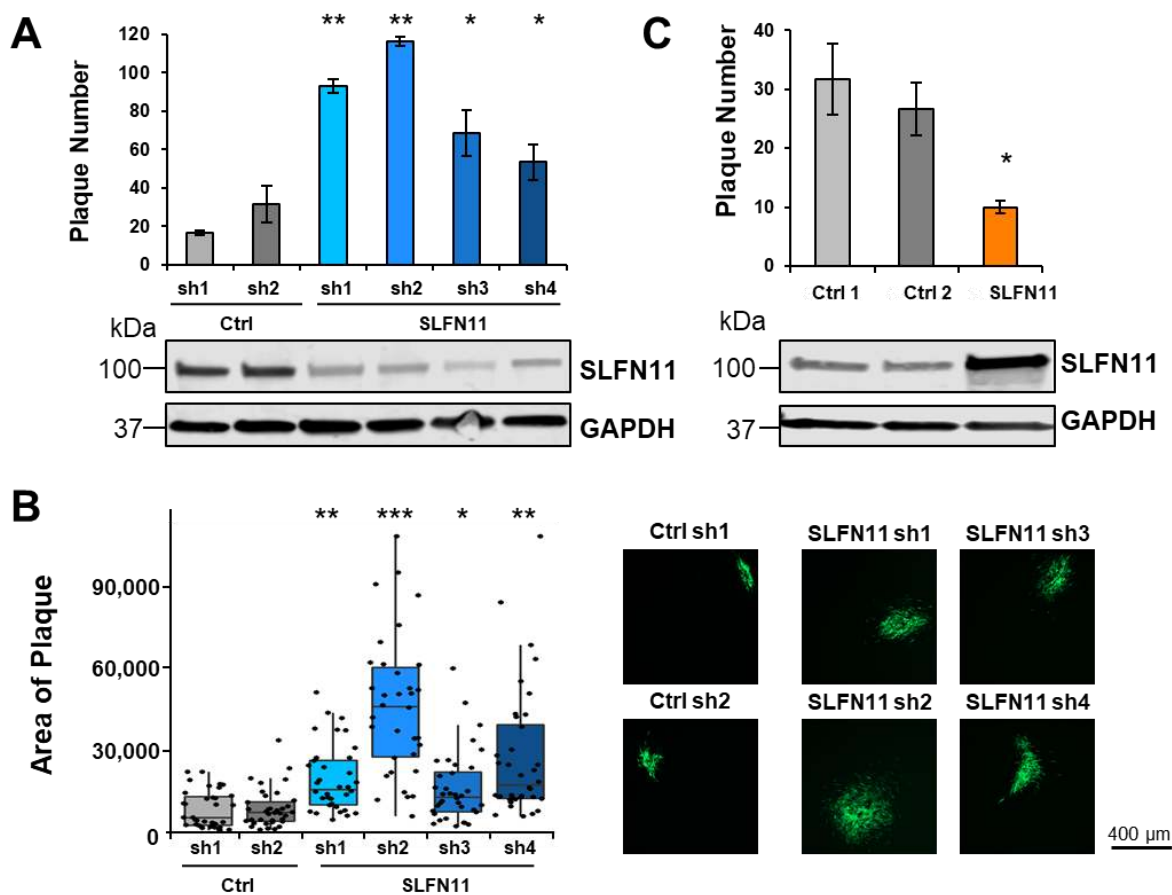 A
Plaque Number
120
100
80
60
40
20
0
** ** * *
sh1 sh2 sh1 sh2 sh3 sh4
Ctrl SLFN11
kDa
100 SLFN11
37 GAPDH
C
Plaque Number
40
30
20
10
0
*
Ctrl 1 Ctrl 2 SLFN11
100 SLFN11
37 GAPDH
B
Area of Plaque
90,000
60,000
30,000
0
** *** * **
sh1 sh2 sh1 sh2 sh3 sh4
Ctrl SLFN11
Ctrl sh1 SLFN11 sh1 SLFN11 sh3
Ctrl sh2 SLFN11 sh2 SLFN11 sh4
400 µm